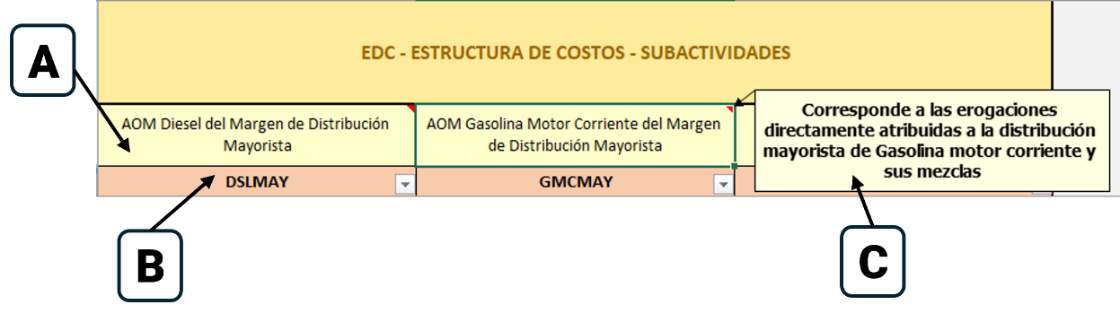 EDC - ESTRUCTURA DE COSTOS - SUBACTIVIDADES
A
AOM Diesel del Margen de Distribución
Mayorista
AOM Gasolina Motor Corriente del Margen
de Distribución Mayorista
Corresponde a las erogaciones
directamente atribuidas a la distribución
mayorista de Gasolina motor corriente y
sus mezclas
DSLMAY
GMCMAY
B
C